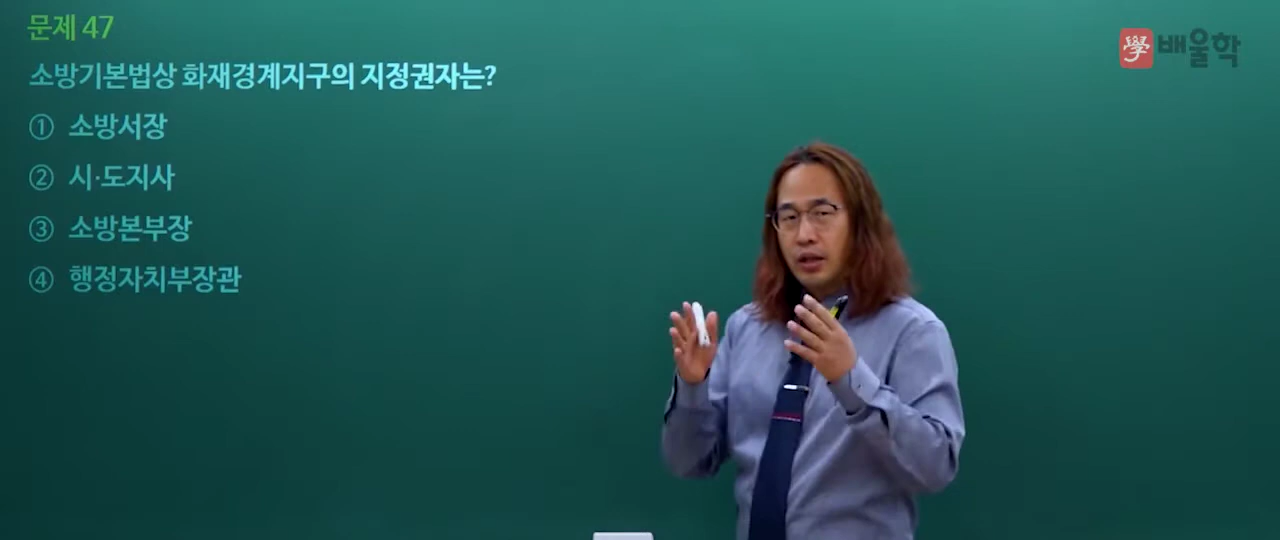 문제 47
소방기본법상 화재경계지구의 지정권자는?
① 소방서장
② 시·도지사
③ 소방본부장
④ 행정자치부장관
學 배울학